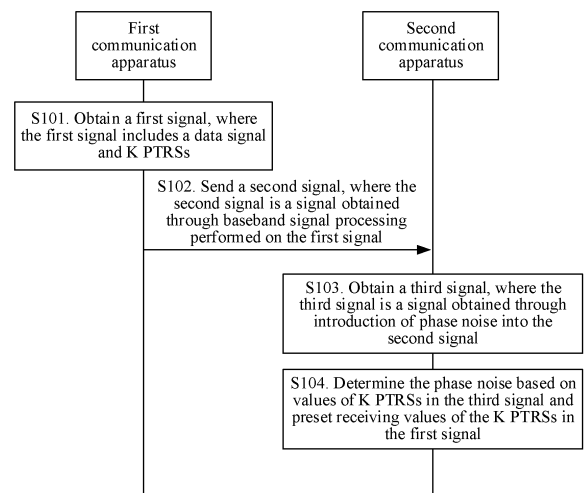 First
communication
apparatus
Second
communication
apparatus
S101. Obtain a first signal, where
the first signal includes a data signal
and K PTRSs
S102. Send a second signal, where the
second signal is a signal obtained
through baseband signal processing
performed on the first signal
S103. Obtain a third signal, where the
third signal is a signal obtained through
introduction of phase noise into the
second signal
S104. Determine the phase noise based on
values of K PTRSs in the third signal and
preset receiving values of the K PTRSs in
the first signal